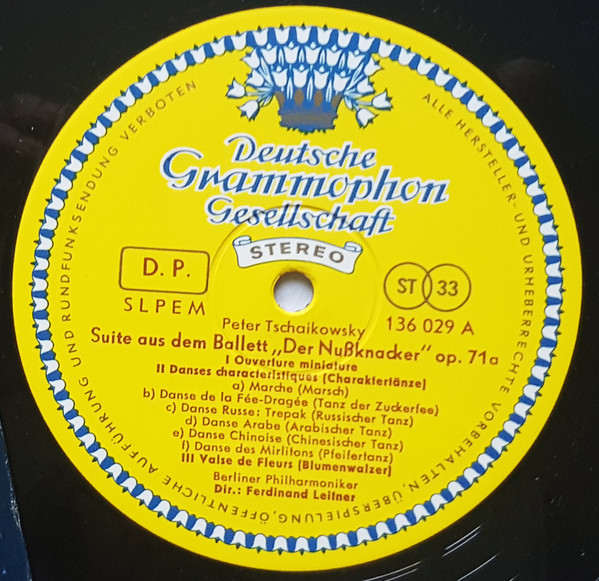 Deutsche
Grammophon
Gesellschaft
STEREO
D. P.
SLPEM
ST 33
136 029 A
Peter Tschaikowsky
Suite aus dem Ballett „Der Nußknacker" op. 71a
I Ouverture miniature
II Danses charactéristiques (Charaktertänze)
a) Marche (Marsch)
b) Danse de la Fée-Dragée (Tanz der Zuckerfee)
c) Danse Russe: Trepak (Russischer Tanz)
d) Danse Arabe (Arabischer Tanz)
e) Danse Chinoise (Chinesischer Tanz)
f) Danse des Mirlitons (Pfeifertanz)
III Valse de Fleurs (Blumenwalzer)
Berliner Philharmoniker
Dir.: Ferdinand Leitner
ALLE HERSTELLER- UND URHEBERRECHTE VORBEHALTEN, ÜBERSPIELUNG, ÖFFENTLICHE AUFFÜHRUNG UND RUNDFUNKSENDUNG VERBOTEN